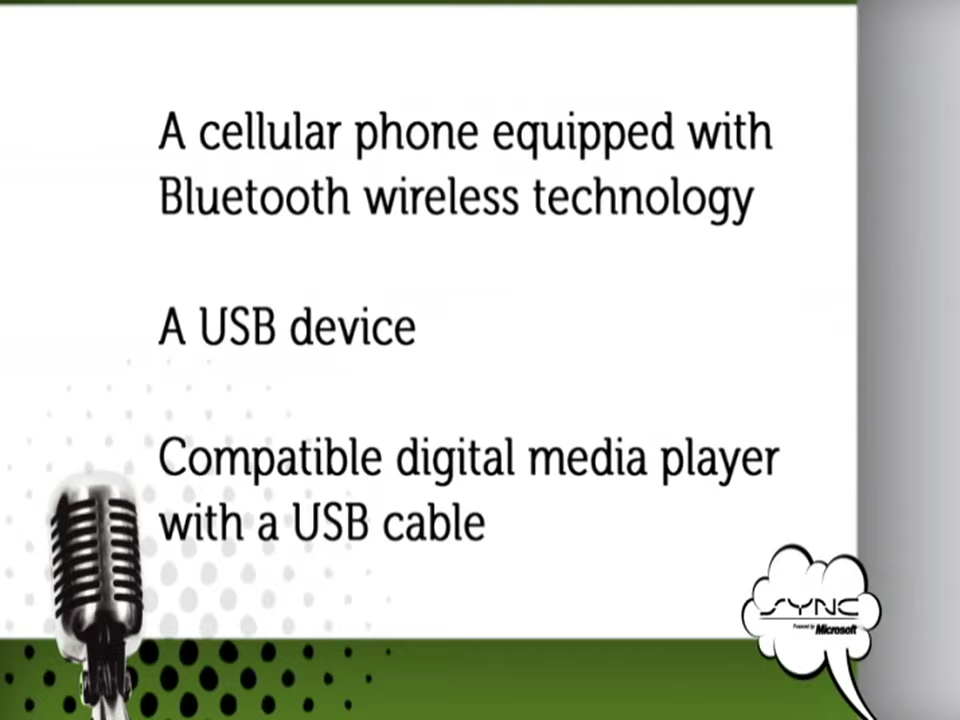 A cellular phone equipped with
Bluetooth wireless technology
A USB device
Compatible digital media player
with a USB cable
SYNC
Powered by Microsoft